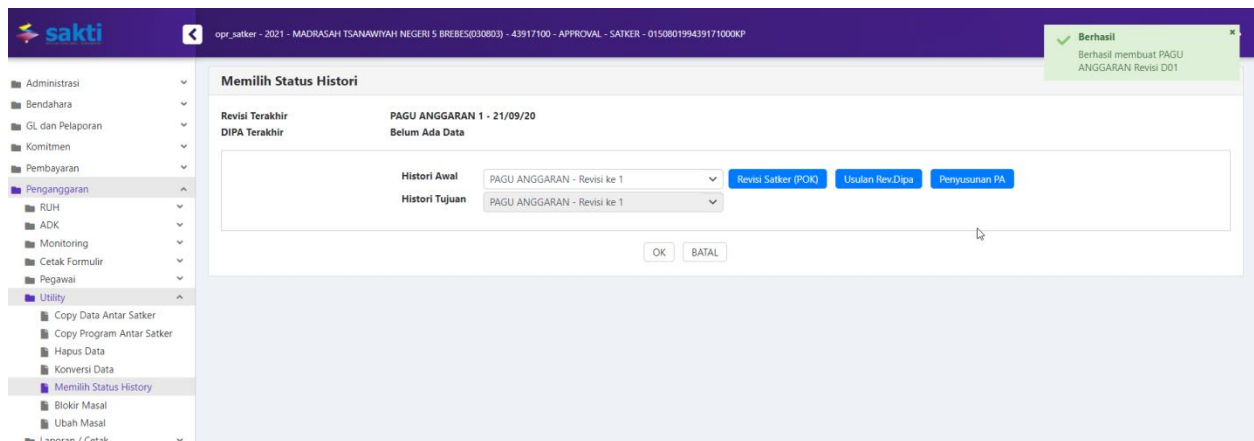 sakti
opr_satker - 2021 - MADRASAH TSANAWIYAH NEGERI 5 BREBES(030803) - 43917100 - APPROVAL - SATKER - 015080199439171000KP
Berhasil
Berhasil membuat PAGU
ANGGARAN Revisi D01
Administrasi
Bendahara
GL dan Pelaporan
Komitmen
Pembayaran
Penganggaran
RUH
ADK
Monitoring
Cetak Formulir
Pegawai
Utility
Copy Data Antar Satker
Copy Program Antar Satker
Hapus Data
Konversi Data
Memilih Status History
Blokir Masal
Ubah Masal
Laporan / Cetak
Memilih Status Histori
Revisi Terakhir PAGU ANGGARAN 1 - 21/09/20
DIPA Terakhir Belum Ada Data
Histori Awal PAGU ANGGARAN - Revisi ke 1 Revisi Satker (POK) Usulan Rev.Dipa Penyusunan PA
Histori Tujuan PAGU ANGGARAN - Revisi ke 1
OK BATAL